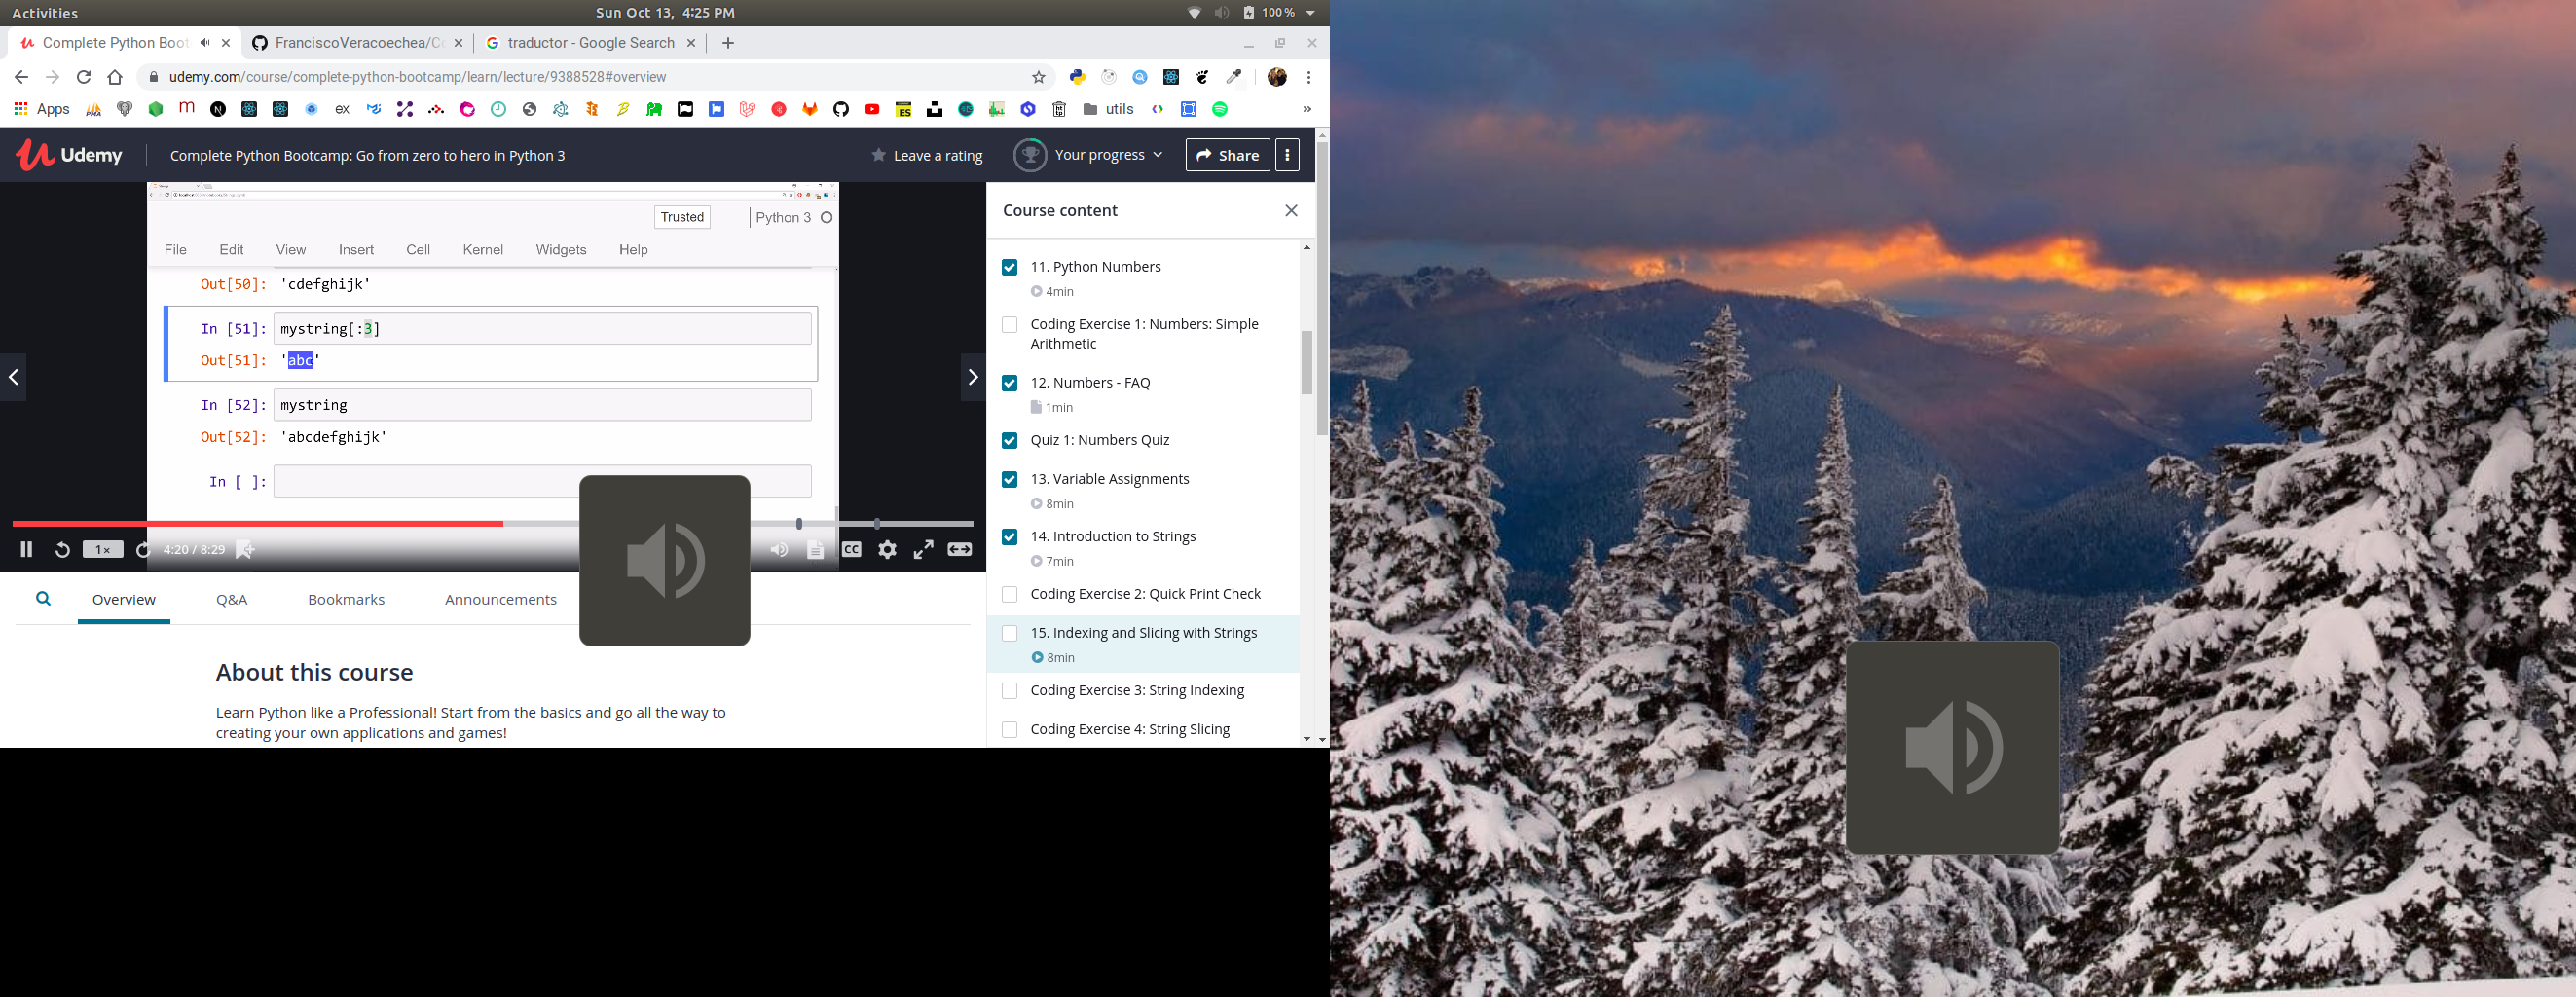 Activities
Sun Oct 13, 4:25 PM
100 %
Complete Python Boot
FranciscoVeracoechea/Co
traductor - Google Search
udemy.com/course/complete-python-bootcamp/learn/lecture/9388528#overview
Apps
ex
ES
utils
Udemy
Complete Python Bootcamp: Go from zero to hero in Python 3
Leave a rating
Your progress
Share
Trusted
Python 3
File Edit View Insert Cell Kernel Widgets Help
Out[50]: 'cdefghijk'
In [51]: mystring[:3]
Out[51]: 'abc'
In [52]: mystring
Out[52]: 'abcdefghijk'
In [ ]:
1×
4:20 / 8:29
CC
Overview
Q&A
Bookmarks
Announcements
About this course
Learn Python like a Professional! Start from the basics and go all the way to
creating your own applications and games!
Course content
11. Python Numbers
4min
Coding Exercise 1: Numbers: Simple
Arithmetic
12. Numbers - FAQ
1min
Quiz 1: Numbers Quiz
13. Variable Assignments
8min
14. Introduction to Strings
7min
Coding Exercise 2: Quick Print Check
15. Indexing and Slicing with Strings
8min
Coding Exercise 3: String Indexing
Coding Exercise 4: String Slicing